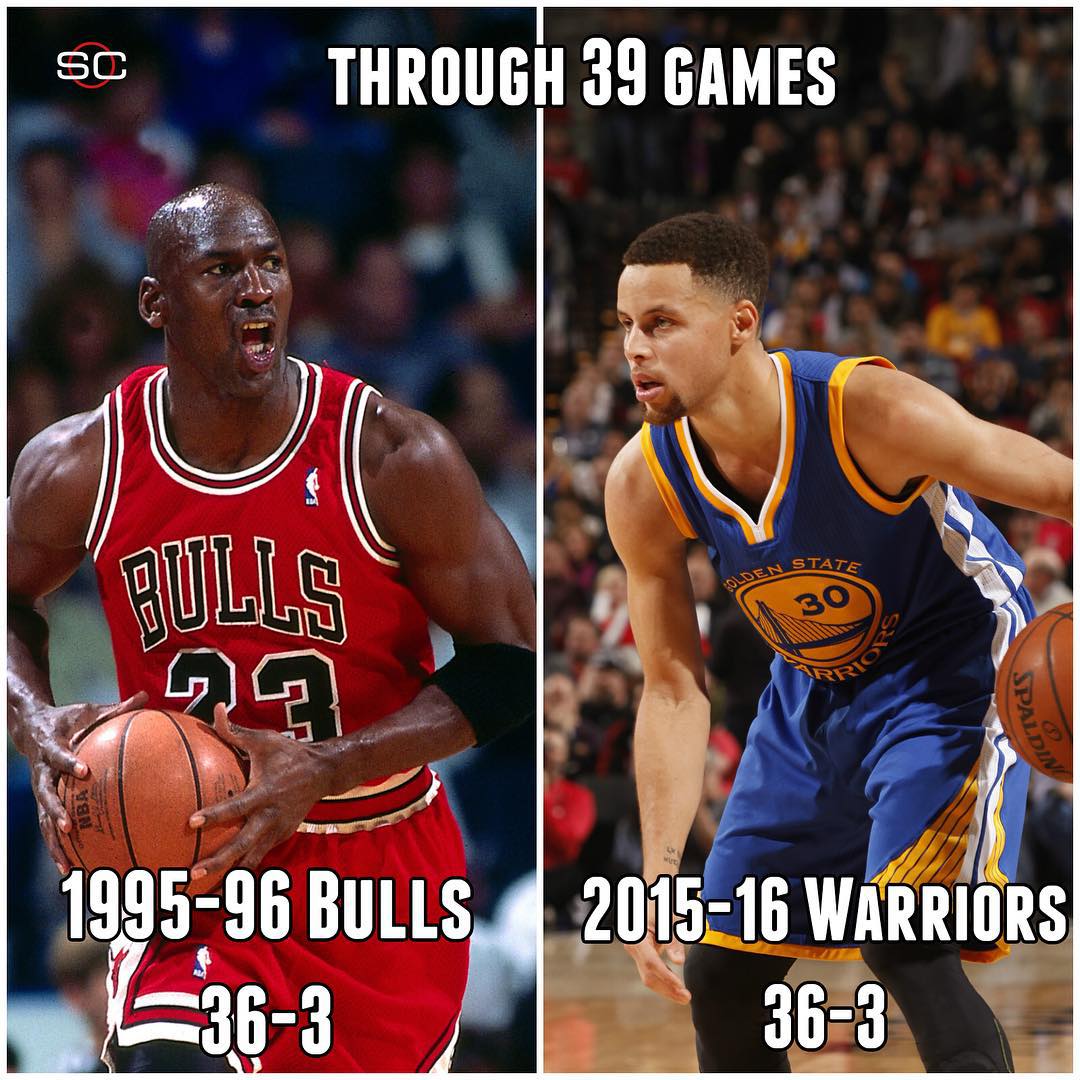 SC
THROUGH 39 GAMES
BULLS
23
NBA
GOLDEN STATE
30
WARRIORS
SPALDING
1995-96 BULLS
2015-16 WARRIORS
36-3
36-3